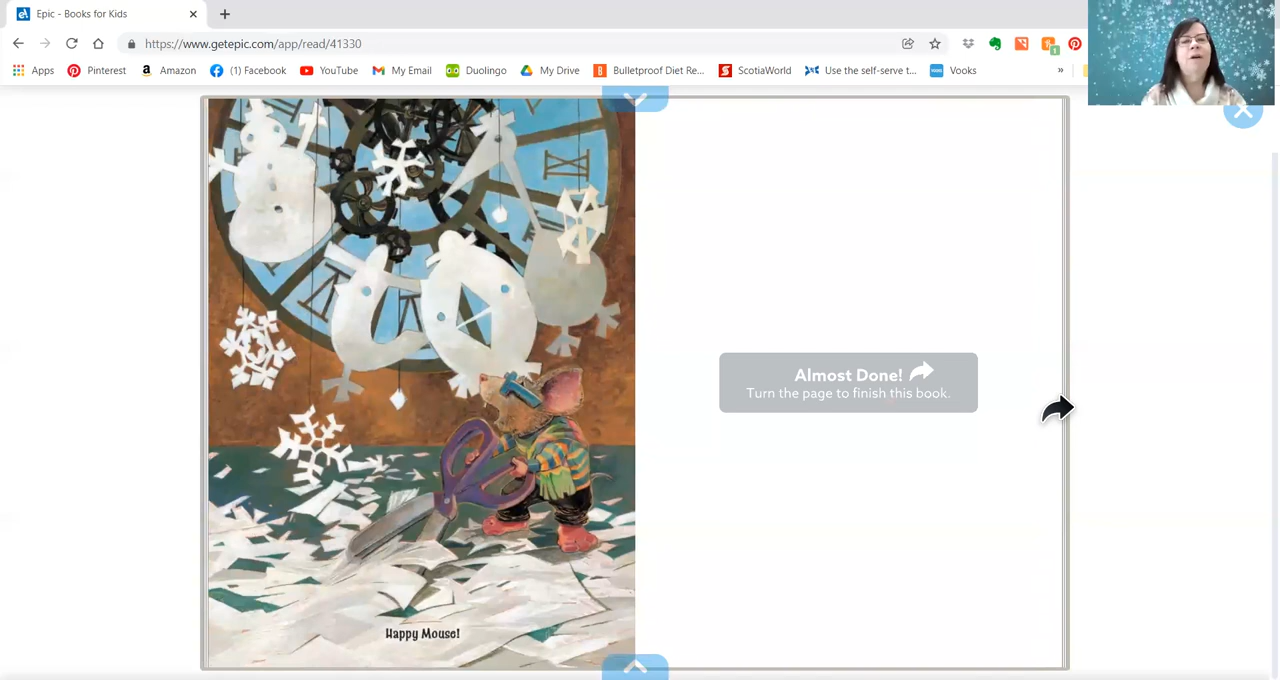 Epic - Books for Kids
https://www.getepic.com/app/read/41330
Apps Pinterest Amazon (1) Facebook YouTube My Email Duolingo My Drive Bulletproof Diet Re... ScotiaWorld Use the self-serve t... Vooks »
Almost Done!
Turn the page to finish this book.
Happy Mouse!